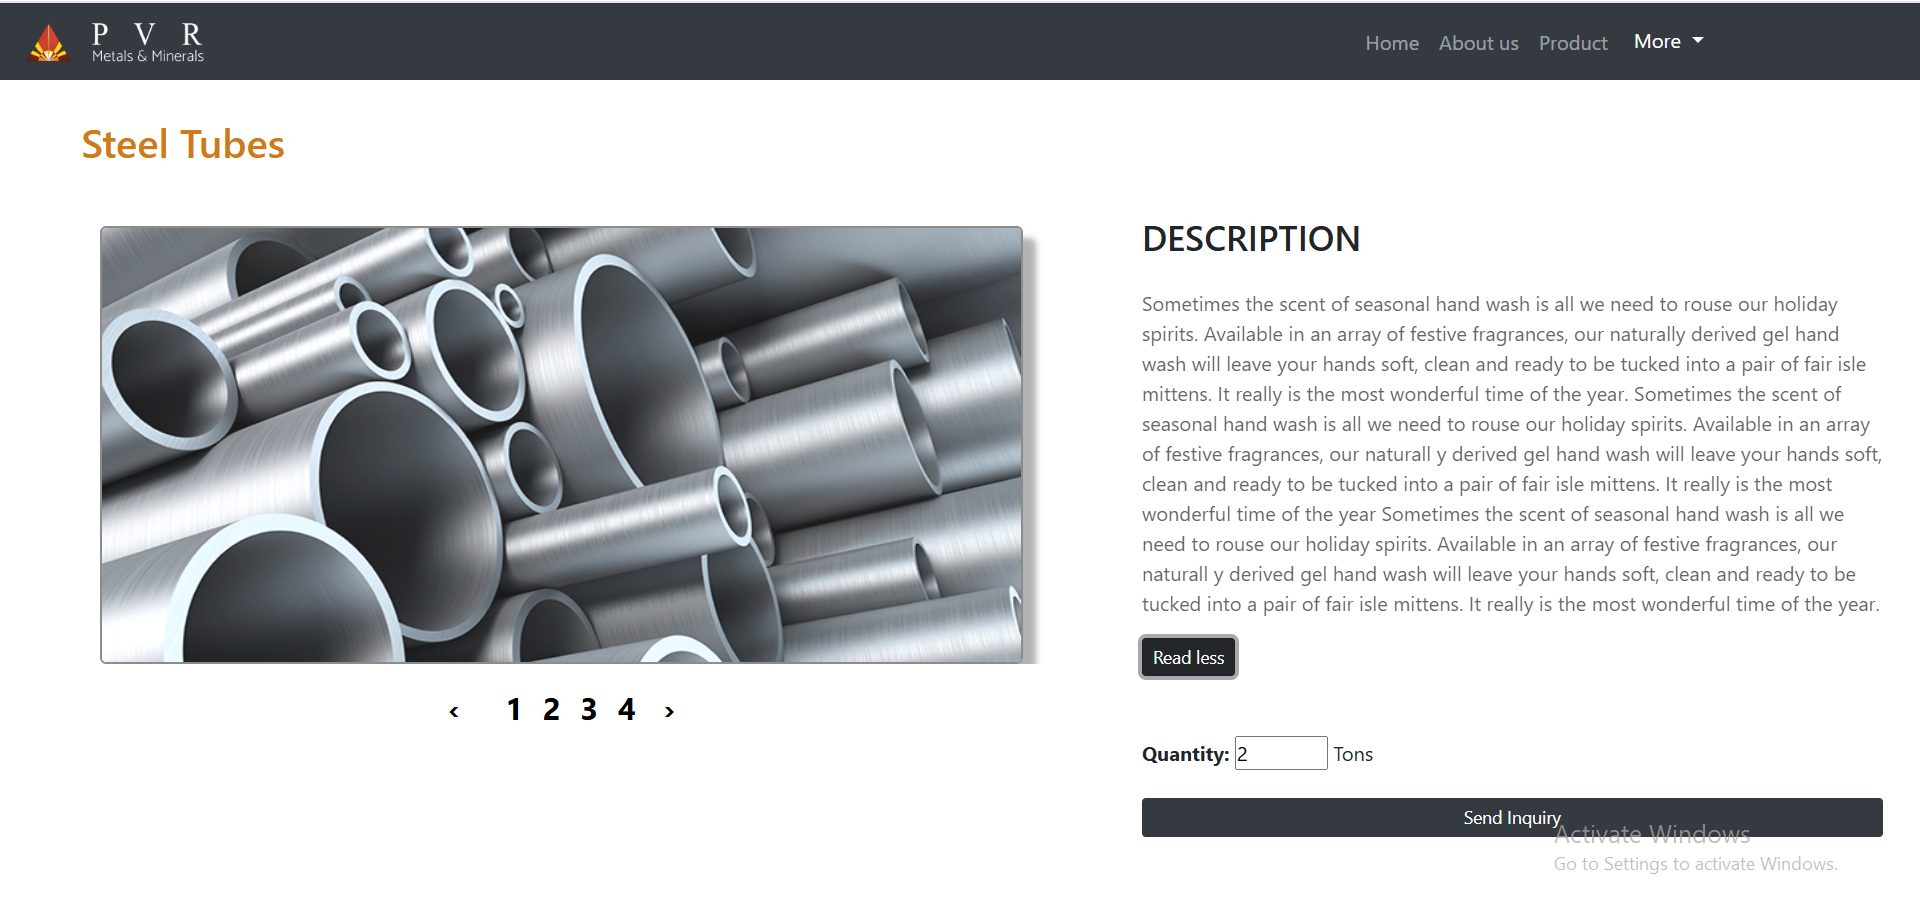 P V R
Metals & Minerals
Home About us Product More
Steel Tubes
DESCRIPTION
Sometimes the scent of seasonal hand wash is all we need to rouse our holiday
spirits. Available in an array of festive fragrances, our naturally derived gel hand
wash will leave your hands soft, clean and ready to be tucked into a pair of fair isle
mittens. It really is the most wonderful time of the year. Sometimes the scent of
seasonal hand wash is all we need to rouse our holiday spirits. Available in an array
of festive fragrances, our naturall y derived gel hand wash will leave your hands soft,
clean and ready to be tucked into a pair of fair isle mittens. It really is the most
wonderful time of the year Sometimes the scent of seasonal hand wash is all we
need to rouse our holiday spirits. Available in an array of festive fragrances, our
naturall y derived gel hand wash will leave your hands soft, clean and ready to be
tucked into a pair of fair isle mittens. It really is the most wonderful time of the year.
Read less
‹ 1 2 3 4 ›
Quantity: 2 Tons
Send Inquiry
Activate Windows
Go to Settings to activate Windows.